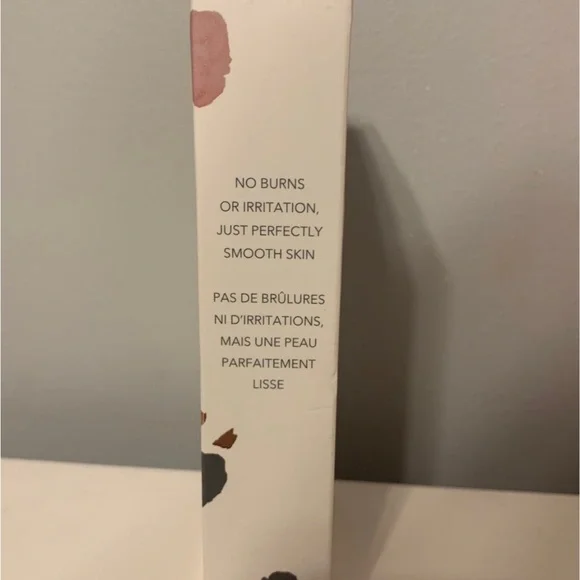 NO BURNS
OR IRRITATION,
JUST PERFECTLY
SMOOTH SKIN
PAS DE BRÛLURES
NI D'IRRITATIONS,
MAIS UNE PEAU
PARFAITEMENT
LISSE